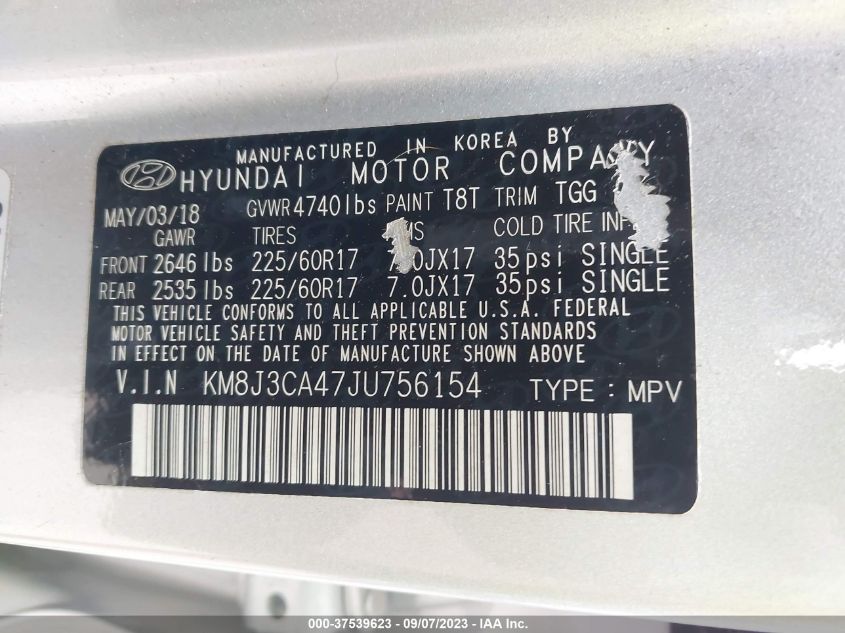 MANUFACTURED IN KOREA BY
HYUNDAI MOTOR COMPANY
MAY/03/18 GVWR 4740lbs PAINT T8T TRIM TGG
GAWR TIRES COLD TIRE
FRONT 2646 lbs 225/60R17 7.0JX17 35psi SINGLE
REAR 2535 lbs 225/60R17 7.0JX17 35psi SINGLE
THIS VEHICLE CONFORMS TO ALL APPLICABLE U.S.A. FEDERAL
MOTOR VEHICLE SAFETY AND THEFT PREVENTION STANDARDS
IN EFFECT ON THE DATE OF MANUFACTURE SHOWN ABOVE
V.I.N KM8J3CA47JU756154 TYPE : MPV
000-37539623 - 09/07/2023 - © IAA Inc.